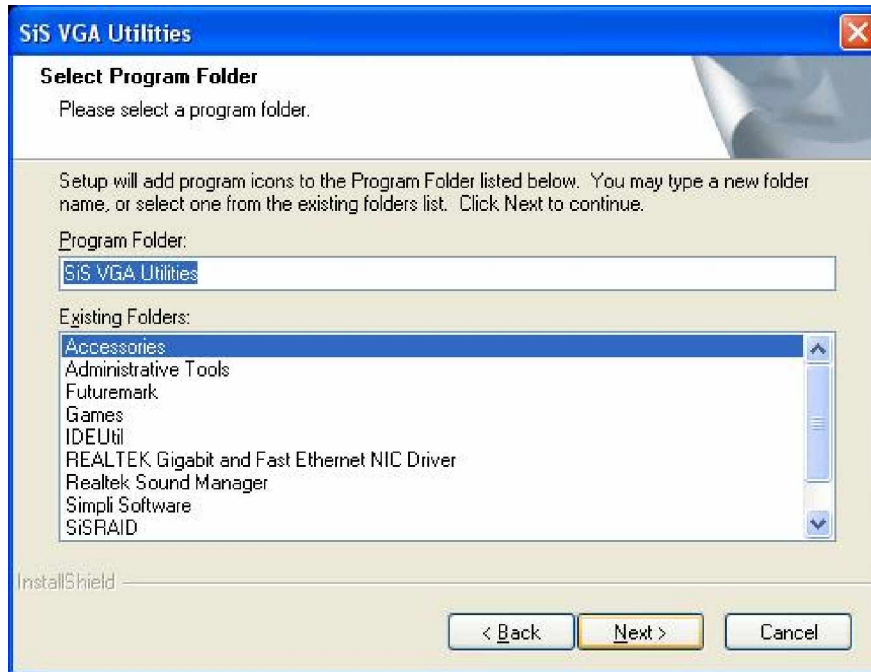 SiS VGA Utilities
Select Program Folder
Please select a program folder.
Setup will add program icons to the Program Folder listed below. You may type a new folder
name, or select one from the existing folders list. Click Next to continue.
Program Folder:
SiS VGA Utilities
Existing Folders:
Accessories
Administrative Tools
Futuremark
Games
IDEUtil
REALTEK Gigabit and Fast Ethernet NIC Driver
Realtek Sound Manager
Simpli Software
SiSRAID
InstallShield
< Back
Next >
Cancel